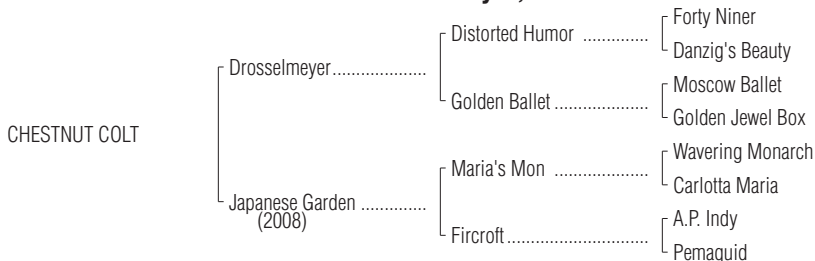 Forty Niner
Distorted Humor ..............
Danzig's Beauty
Drosselmeyer....................
Moscow Ballet
Golden Ballet ....................
Golden Jewel Box
CHESTNUT COLT
Wavering Monarch
Maria's Mon ....................
Carlotta Maria
Japanese Garden ..............
(2008)
A.P. Indy
Fircroft..............................
Pemaquid